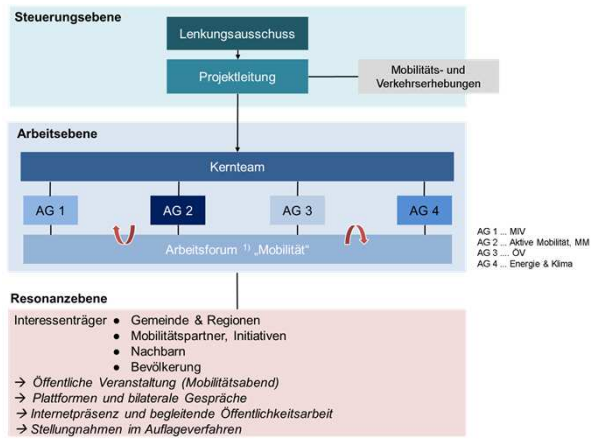 Steuerungsebene
Lenkungsausschuss
Projektleitung
Mobilitäts- und
Verkehrserhebungen
Arbeitsebene
Kernteam
AG 1
AG 2
AG 3
AG 4
Arbeitsforum 1) „Mobilität“
AG 1 ... MIV
AG 2 ... Aktive Mobilität, MM
AG 3 .... ÖV
AG 4 ... Energie & Klima
Resonanzebene
Interessenträger ● Gemeinde & Regionen
● Mobilitätspartner, Initiativen
● Nachbarn
● Bevölkerung
→ Öffentliche Veranstaltung (Mobilitätsabend)
→ Plattformen und bilaterale Gespräche
→ Internetpräsenz und begleitende Öffentlichkeitsarbeit
→ Stellungnahmen im Auflageverfahren